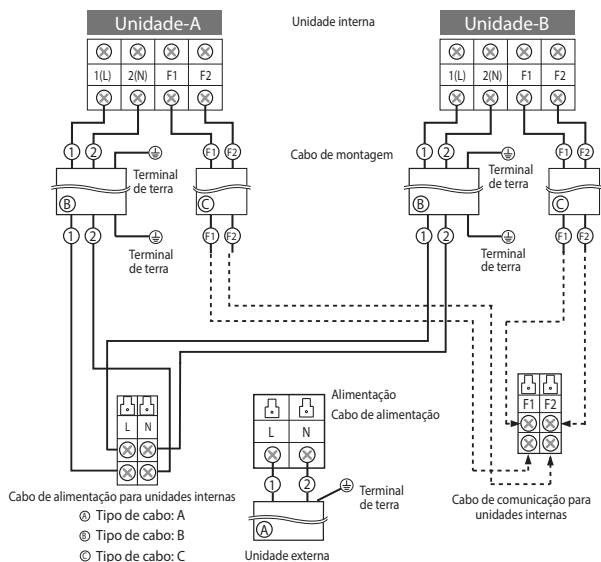 Unidade-A
Unidade interna
Unidade-B
1(L) 2(N) F1 F2
1(L) 2(N) F1 F2
1 2 F1 F2
Cabo de montagem
1 2 F1 F2
Terminal
de terra
Terminal
de terra
B C
B C
1 2 F1 F2
1 2 F1 F2
Terminal
de terra
Terminal
de terra
L N
L N
Alimentação
Cabo de alimentação
F1 F2
1 2
Terminal
de terra
A
Cabo de alimentação para unidades internas
Cabo de comunicação para
unidades internas
Ⓐ Tipo de cabo: A
Ⓑ Tipo de cabo: B
Ⓒ Tipo de cabo: C
Unidade externa